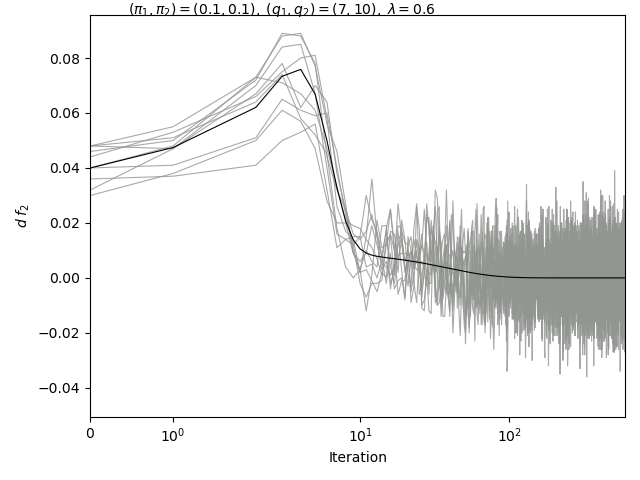 (π₁, π₂) = (0.1, 0.1), (q₁, q₂) = (7, 10), λ = 0.6
0.08
0.06
0.04
0.02
0.00
−0.02
−0.04
d f₂
0 10⁰ 10¹ 10²
Iteration